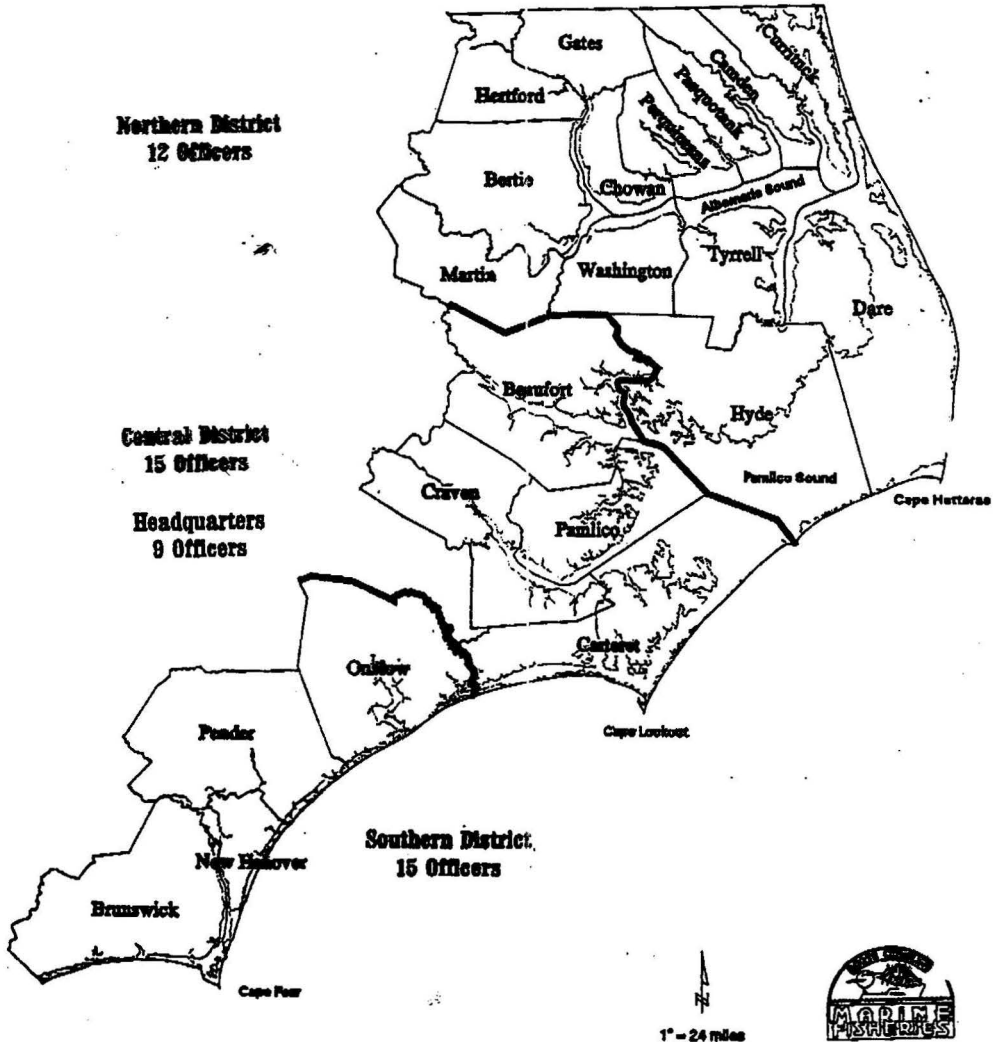 Gates
Currituck
Camden
Pasquotank
Hertford
Perquimans
Northern District
12 Officers
Bertie
Chowan
Albemarle Sound
Tyrrell
Martin
Washington
Dare
Beaufort
Hyde
Central District
15 Officers
Pamlico Sound
Craven
Cape Hatteras
Headquarters
9 Officers
Pamlico
Carteret
Onslow
Pender
Cape Lookout
Southern District
15 Officers
New Hanover
Brunswick
Cape Fear
N
1" = 24 miles
NORTH CAROLINA
MARINE
FISHERIES